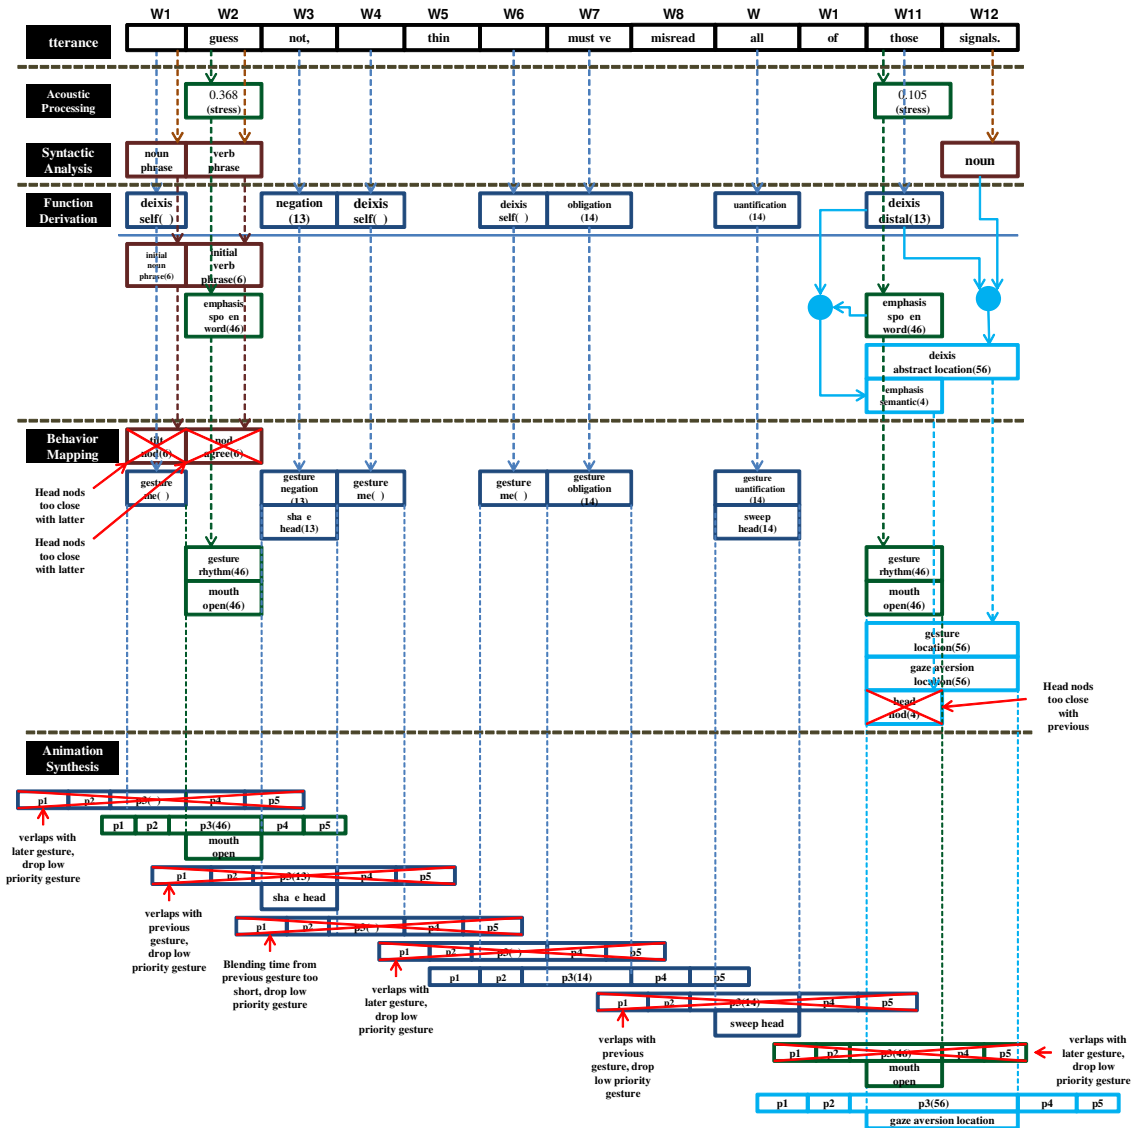 W1 W2 W3 W4 W5 W6 W7 W8 W W1 W11 W12
tterance guess not, thin must ve misread all of those signals.
Acoustic
Processing
0.368
(stress)
0.105
(stress)
Syntactic
Analysis
noun
phrase
verb
phrase
noun
Function
Derivation
deixis
self( )
negation
(13)
deixis
self( )
deixis
self( )
obligation
(14)
uantification
(14)
deixis
distal(13)
initial
noun
phrase(6)
initial
verb
phrase(6)
emphasis
spo en
word(46)
emphasis
spo en
word(46)
deixis
abstract location(56)
emphasis
semantic(4)
Behavior
Mapping
tilt
nod(6)
nod
agree(6)
Head nods
too close
with latter
Head nods
too close
with latter
gesture
me( )
gesture
negation
(13)
gesture
me( )
gesture
me( )
gesture
obligation
(14)
gesture
uantification
(14)
sha e
head(13)
sweep
head(14)
gesture
rhythm(46)
mouth
open(46)
gesture
rhythm(46)
mouth
open(46)
gesture
location(56)
gaze aversion
location(56)
head
nod(4)
Head nods
too close
with
previous
Animation
Synthesis
p1 p2 p3( ) p4 p5
verlaps with
later gesture,
drop low
priority gesture
p1 p2 p3(46) p4 p5
mouth
open
p1 p2 p3(13) p4 p5
sha e head
verlaps with
previous
gesture,
drop low
priority gesture
p1 p2 p3( ) p4 p5
Blending time from
previous gesture too
short, drop low
priority gesture
p1 p2 p3( ) p4 p5
verlaps with
later gesture,
drop low
priority gesture
p1 p2 p3(14) p4 p5
p1 p2 p3(14) p4 p5
sweep head
verlaps with
previous
gesture, drop
low priority
gesture
p1 p2 p3(46) p4 p5
mouth
open
verlaps with
later gesture,
drop low
priority gesture
p1 p2 p3(56) p4 p5
gaze aversion location